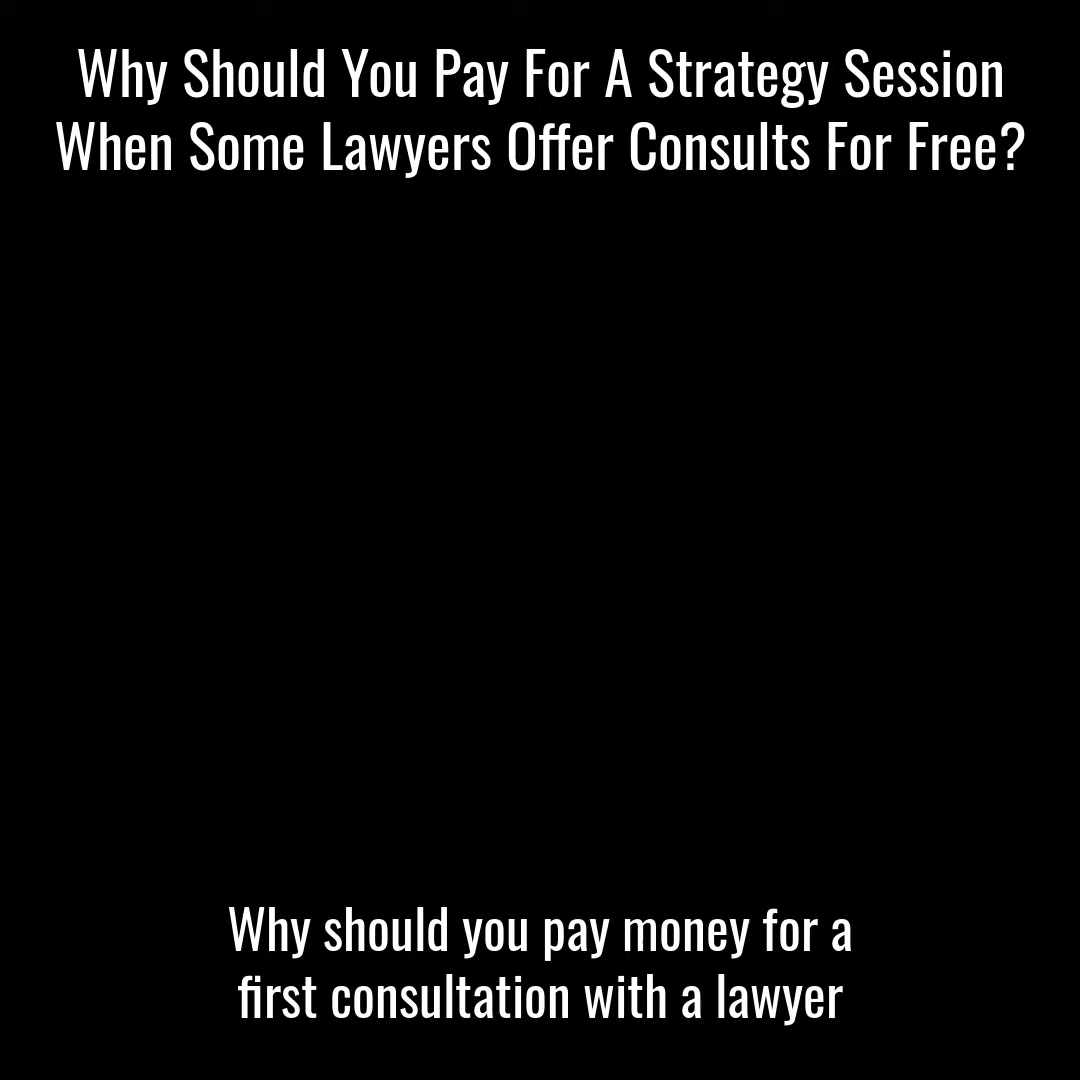 Why Should You Pay For A Strategy Session
When Some Lawyers Offer Consults For Free?
Why should you pay money for a
first consultation with a lawyer